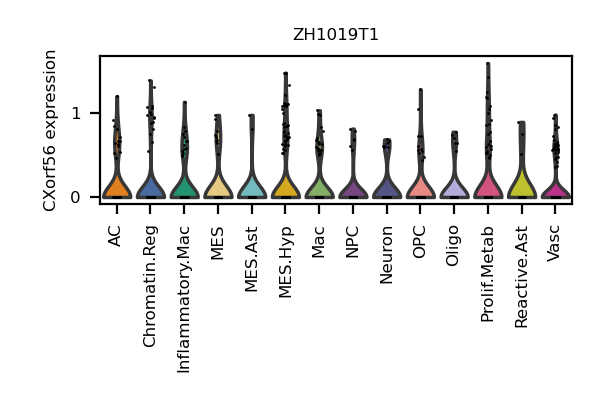 ZH1019T1
CXorf56 expression
1
0
AC
Chromatin.Reg
Inflammatory.Mac
MES
MES.Ast
MES.Hyp
Mac
NPC
Neuron
OPC
Oligo
Prolif.Metab
Reactive.Ast
Vasc